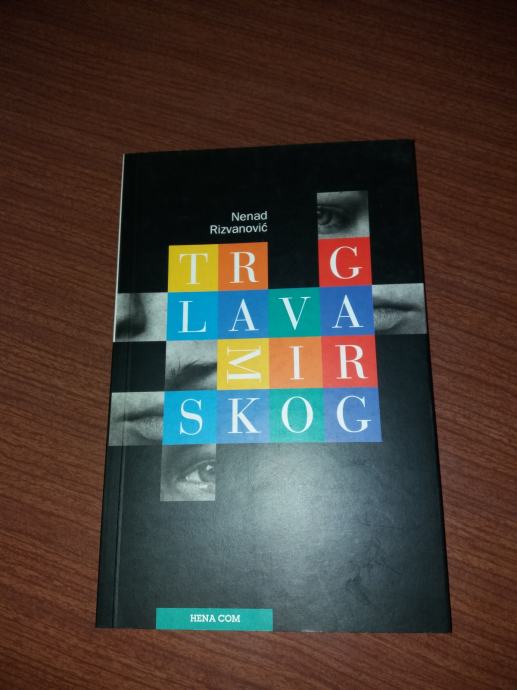 Nenad
Rizvanović
TR G
LAVA
MIR
SKOG
HENA COM